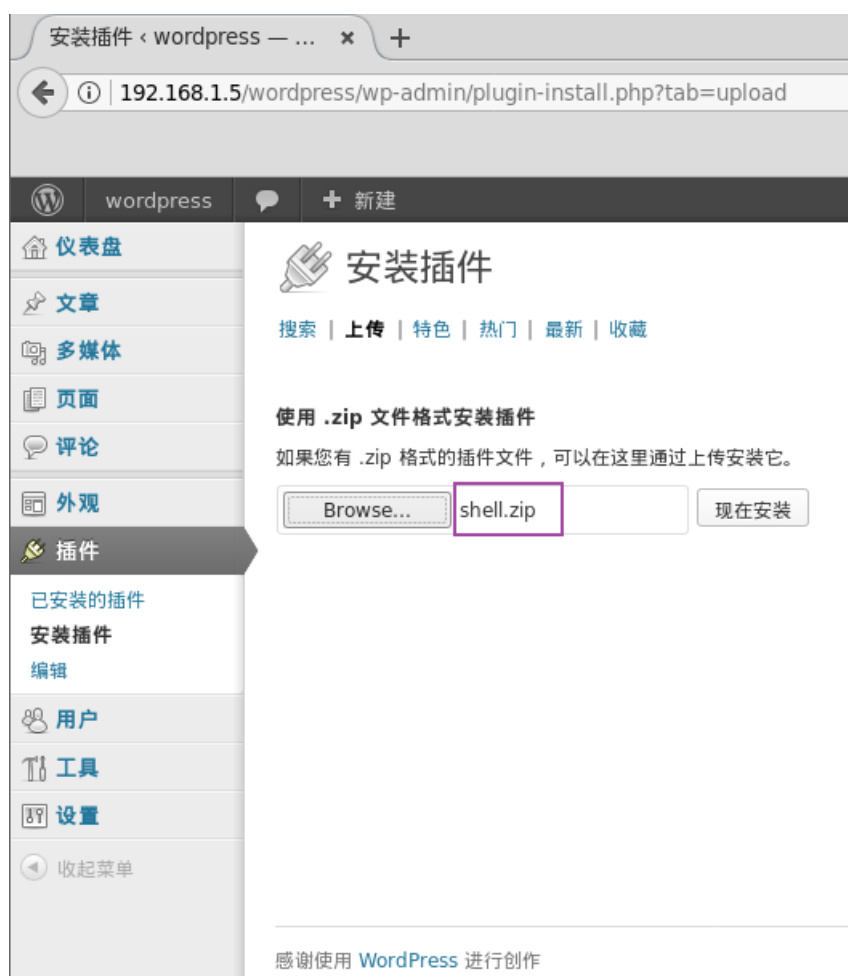 安装插件 ‹ wordpress — ... × +
192.168.1.5/wordpress/wp-admin/plugin-install.php?tab=upload
wordpress + 新建
仪表盘
文章
多媒体
页面
评论
外观
插件
已安装的插件
安装插件
编辑
用户
工具
设置
收起菜单
安装插件
搜索 | 上传 | 特色 | 热门 | 最新 | 收藏
使用 .zip 文件格式安装插件
如果您有 .zip 格式的插件文件，可以在这里通过上传安装它。
Browse... shell.zip 现在安装
感谢使用 WordPress 进行创作